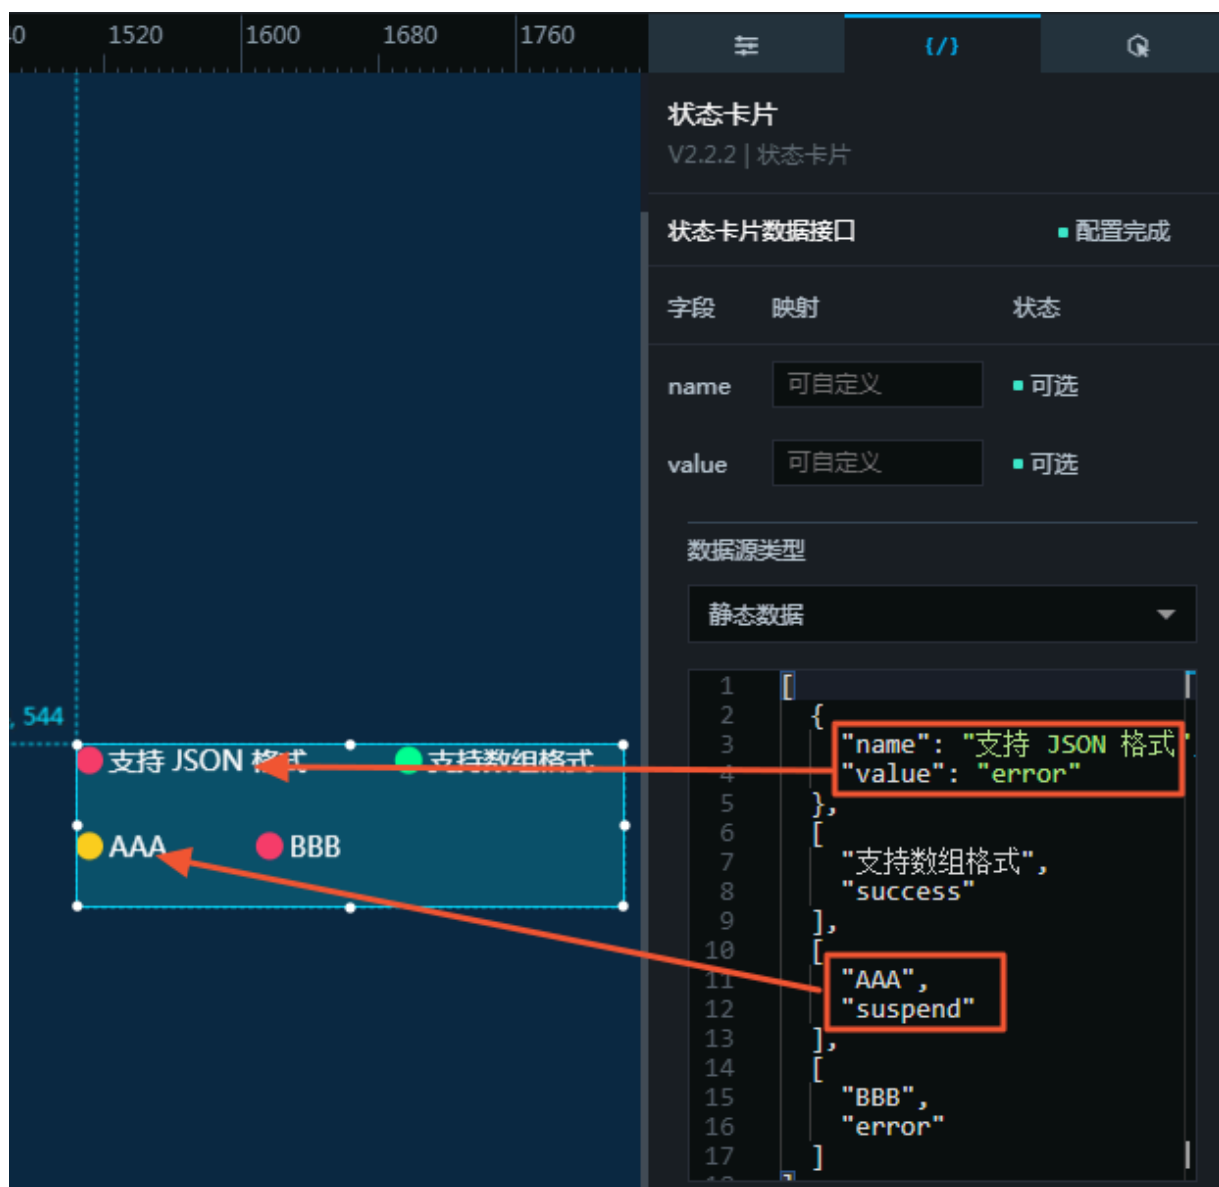 0 1520 1600 1680 1760
{/}
状态卡片
V2.2.2 | 状态卡片
状态卡片数据接口 配置完成
字段 映射 状态
name 可自定义 可选
value 可自定义 可选
数据源类型
静态数据
, 544
支持 JSON 格式 支持数组格式
AAA BBB
1 [
2 {
3 "name": "支持 JSON 格式",
4 "value": "error"
5 },
6 [
7 "支持数组格式",
8 "success"
9 ],
10 [
11 "AAA",
12 "suspend"
13 ],
14 [
15 "BBB",
16 "error"
17 ]
18 ]